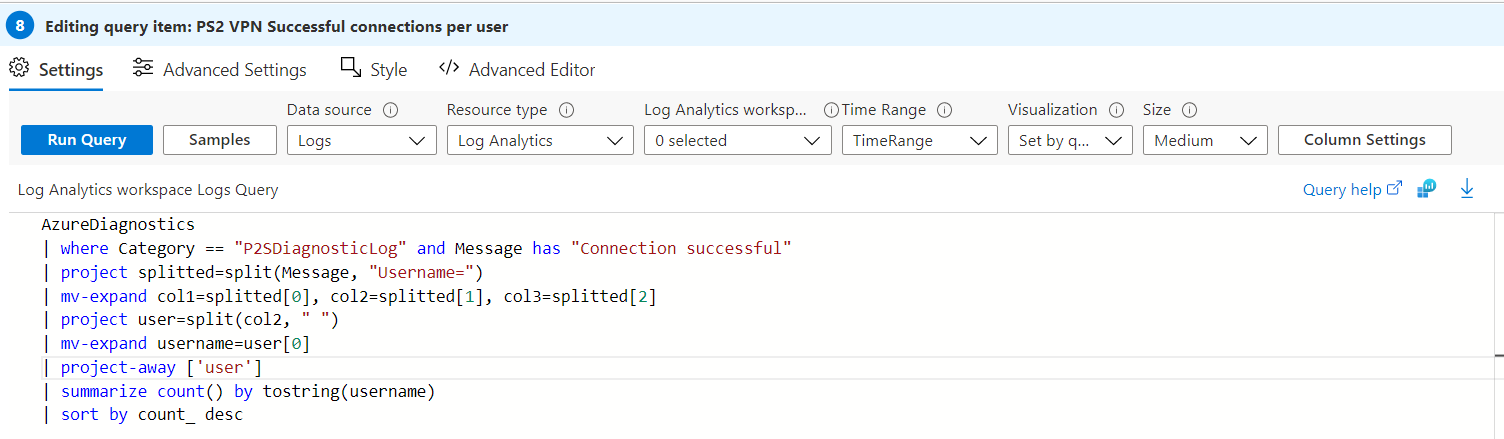 8 Editing query item: PS2 VPN Successful connections per user
Settings Advanced Settings Style </> Advanced Editor
Data source Resource type Log Analytics worksp... Time Range Visualization Size
Run Query Samples Logs Log Analytics 0 selected TimeRange Set by q... Medium Column Settings
Log Analytics workspace Logs Query Query help
AzureDiagnostics
| where Category == "P2SDiagnosticLog" and Message has "Connection successful"
| project splitted=split(Message, "Username=")
| mv-expand col1=splitted[0], col2=splitted[1], col3=splitted[2]
| project user=split(col2, " ")
| mv-expand username=user[0]
| project-away ['user']
| summarize count() by tostring(username)
| sort by count_ desc